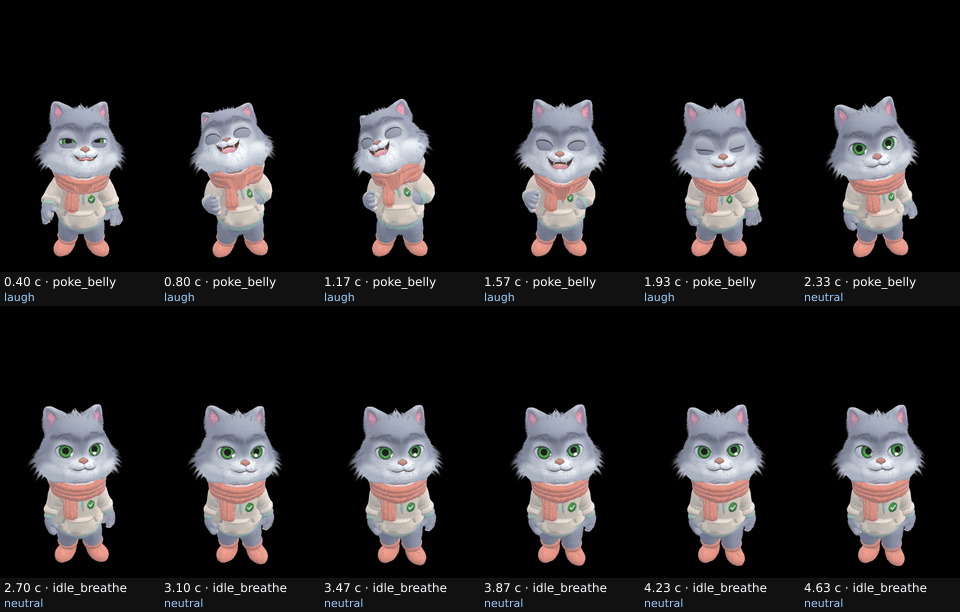 0.40 с · poke_belly
laugh
0.80 с · poke_belly
laugh
1.17 с · poke_belly
laugh
1.57 с · poke_belly
laugh
1.93 с · poke_belly
laugh
2.33 с · poke_belly
neutral
2.70 с · idle_breathe
neutral
3.10 с · idle_breathe
neutral
3.47 с · idle_breathe
neutral
3.87 с · idle_breathe
neutral
4.23 с · idle_breathe
neutral
4.63 с · idle_breathe
neutral